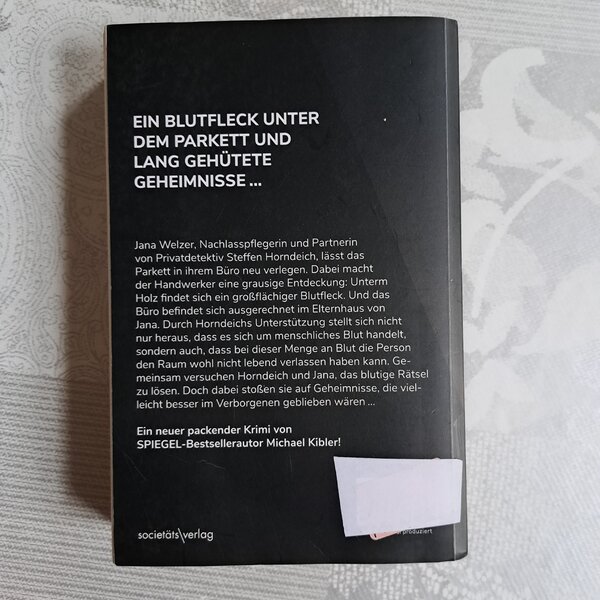 EIN BLUTFLECK UNTER
DEM PARKETT UND
LANG GEHÜTETE
GEHEIMNISSE ...
Jana Welzer, Nachlasspflegerin und Partnerin
von Privatdetektiv Steffen Horndeich, lässt das
Parkett in ihrem Büro neu verlegen. Dabei macht
der Handwerker eine grausige Entdeckung: Unterm
Holz findet sich ein großflächiger Blutfleck. Und das
Büro befindet sich ausgerechnet im Elternhaus von
Jana. Durch Horndeichs Unterstützung stellt sich nicht
nur heraus, dass es sich um menschliches Blut handelt,
sondern auch, dass bei dieser Menge an Blut die Person
den Raum wohl nicht lebend verlassen haben kann. Ge-
meinsam versuchen Horndeich und Jana, das blutige Rätsel
zu lösen. Doch dabei stoßen sie auf Geheimnisse, die viel-
leicht besser im Verborgenen geblieben wären ...
Ein neuer packender Krimi von
SPIEGEL-Bestsellerautor Michael Kibler!
societäts\verlag
produziert